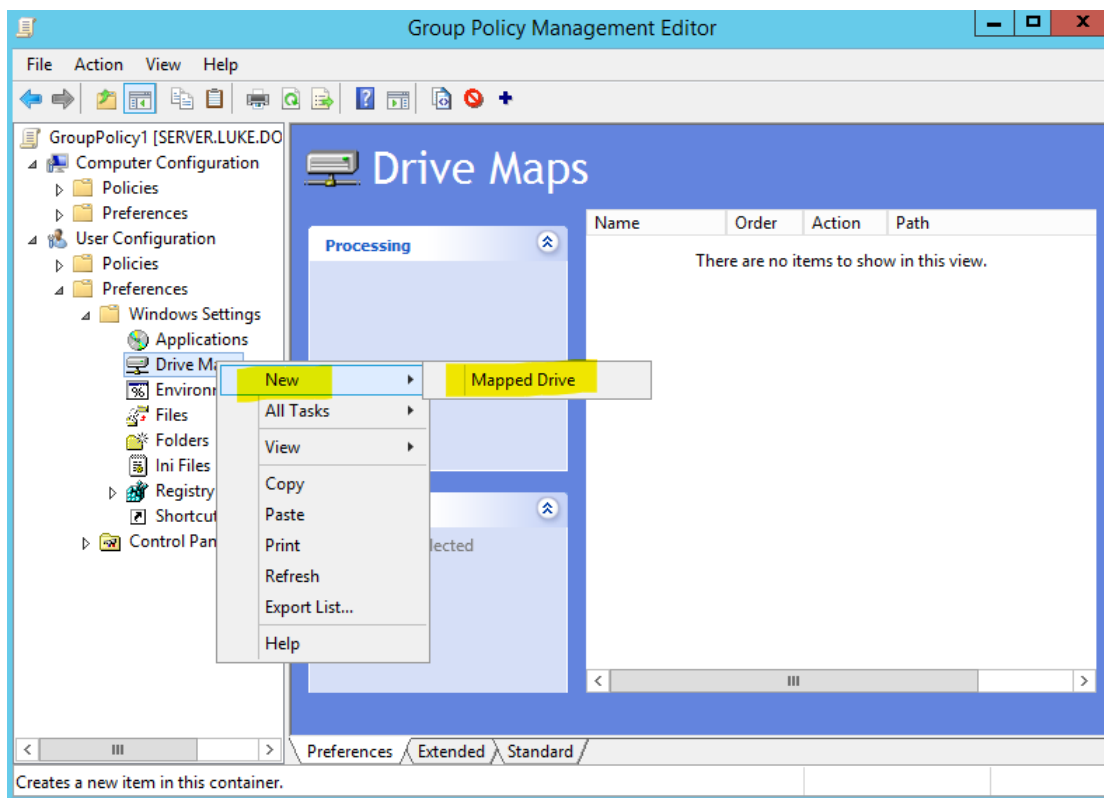 Group Policy Management Editor
File Action View Help
GroupPolicy1 [SERVER.LUKE.DO
Computer Configuration
Policies
Preferences
User Configuration
Policies
Preferences
Windows Settings
Applications
Drive Ma
Environ
Files
Folders
Ini Files
Registry
Shortcut
Control Pan
New
All Tasks
View
Copy
Paste
Print
Refresh
Export List...
Help
Mapped Drive
Drive Maps
Processing
lected
Name Order Action Path
There are no items to show in this view.
Preferences Extended Standard
Creates a new item in this container.